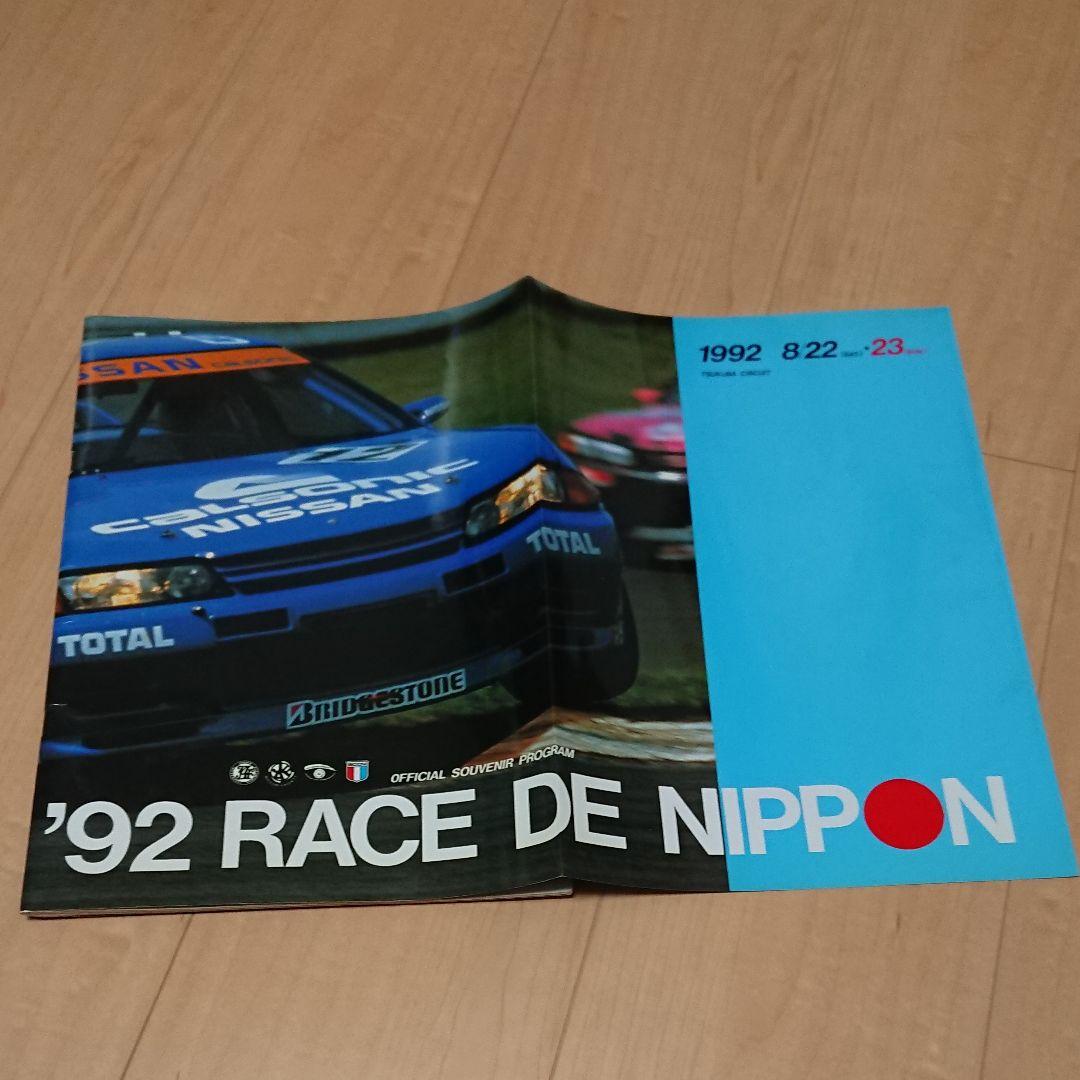 1992 8/22 (SAT)・23 (SUN)
TSUKUBA CIRCUIT
NISSAN CALSONIC
CALSONIC
NISSAN
TOTAL
TOTAL
BRIDGESTONE
OFFICIAL SOUVENIR PROGRAM
'92 RACE DE NIPPON